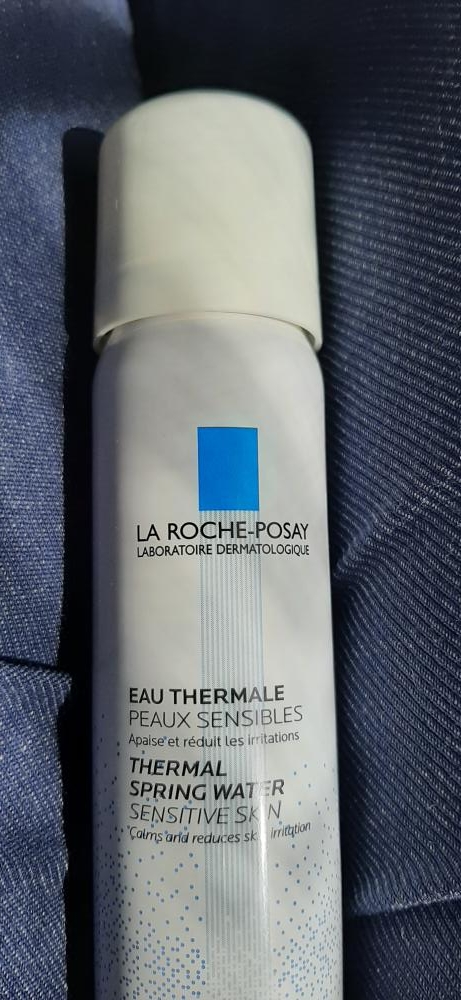 LA ROCHE-POSAY
LABORATOIRE DERMATOLOGIQUE
EAU THERMALE
PEAUX SENSIBLES
Apaise et réduit les irritations
THERMAL
SPRING WATER
SENSITIVE SKIN
Calms and reduces skin irritation